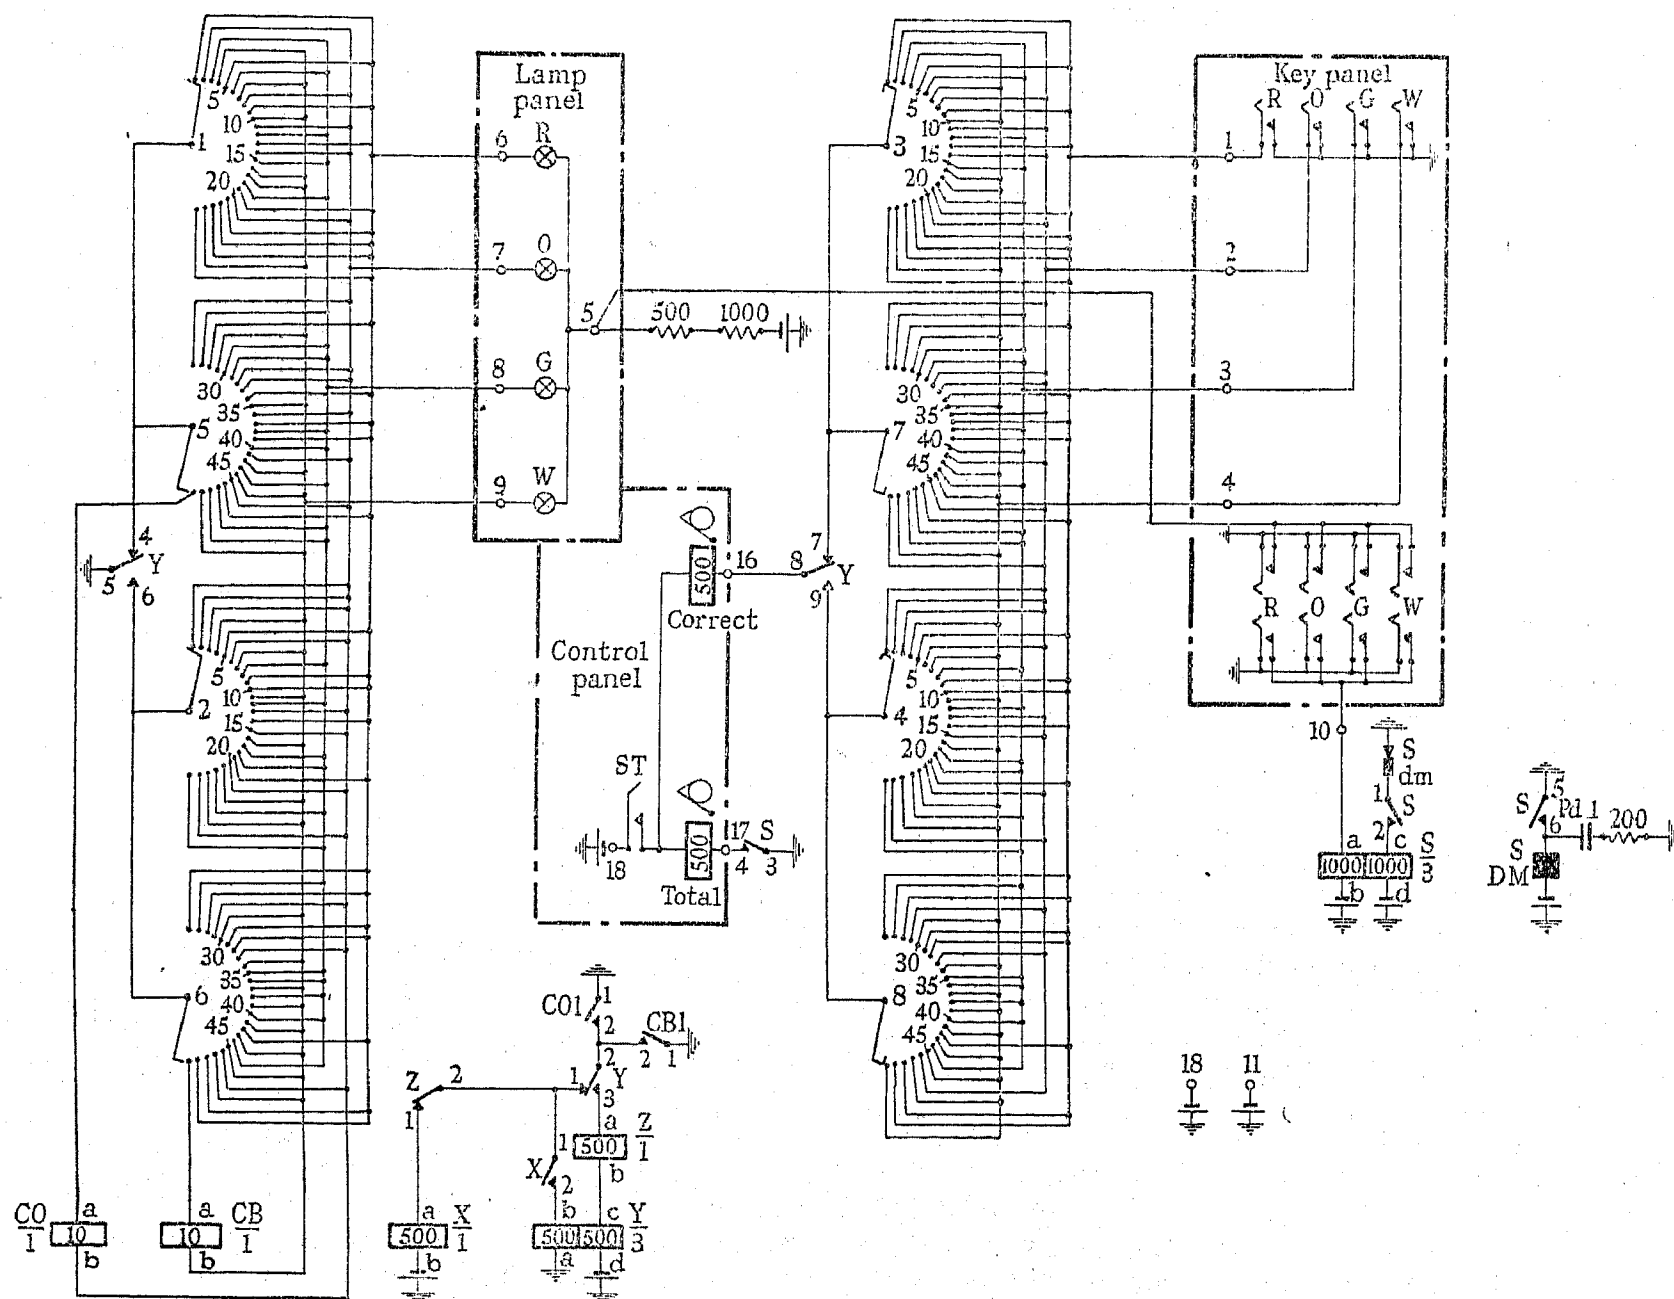 Lamp
panel
6 R
7 O
8 G
9 W
5 500 1000
Key panel
R O G W
1
2
3
4
R O G W
10
1
5
10
15
20
30
35
5
40
45
4
5 Y
6
5
10
2
15
20
30
35
6
40
45
3
5
10
15
20
30
35
7
40
45
7
8 Y
9
5
10
4
15
20
30
35
8
40
45
16
500
Correct
Control
panel
ST
18
500
17 S
4 3
Total
S
dm
1 S
2
a c
1000 1000 S
3
b d
5
S Pd 1 200
6
S
DM
CO1 1
2
CB1
2 1
Z 2
1
2
1 Y
3
a
500 Z
1
b
X 1
2
CO
1
a
10
b
a
10
b
CB
1
a
500
b
X
1
b c
500 500
a d
Y
3
18 11